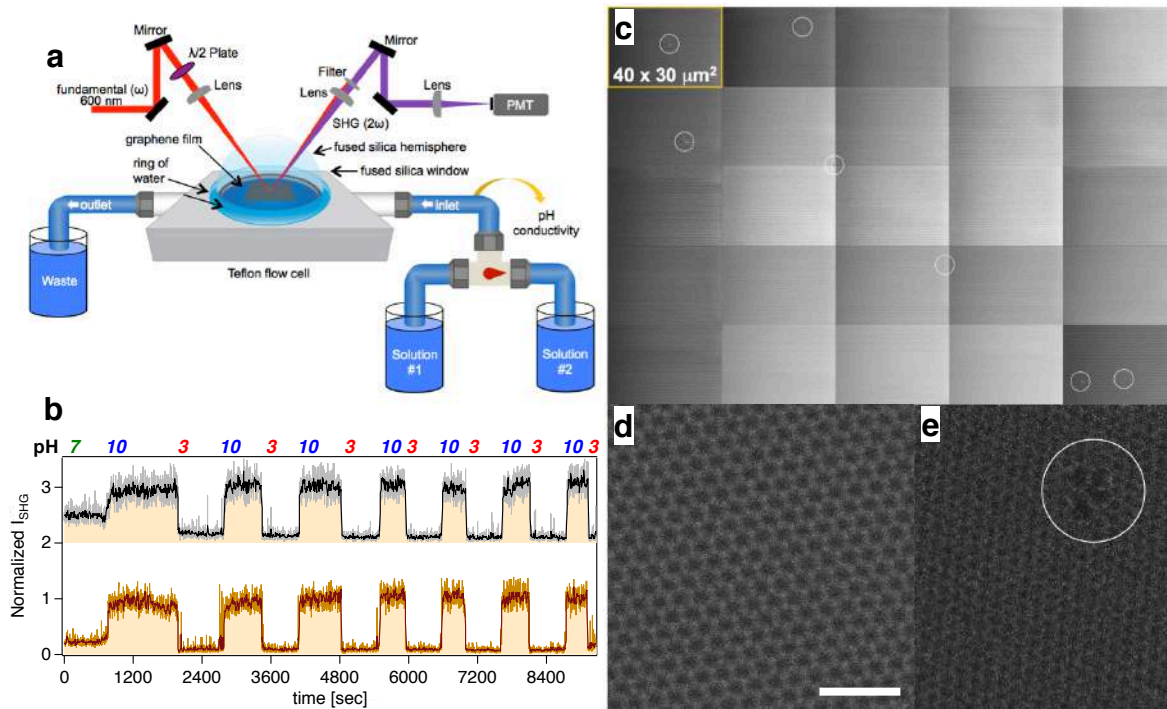 a
Mirror
λ/2 Plate
Lens
fundamental (ω)
600 nm
Mirror
Filter
Lens
Lens
PMT
SHG (2ω)
graphene film
fused silica hemisphere
ring of
water
fused silica window
outlet
inlet
pH
conductivity
Waste
Teflon flow cell
Solution
#1
Solution
#2
b
pH 7 10 3 10 3 10 3 10 3 10 3 10 3
Normalized I_SHG
3
2
1
0
0 1200 2400 3600 4800 6000 7200 8400
time [sec]
c
40 x 30 μm²
d
e